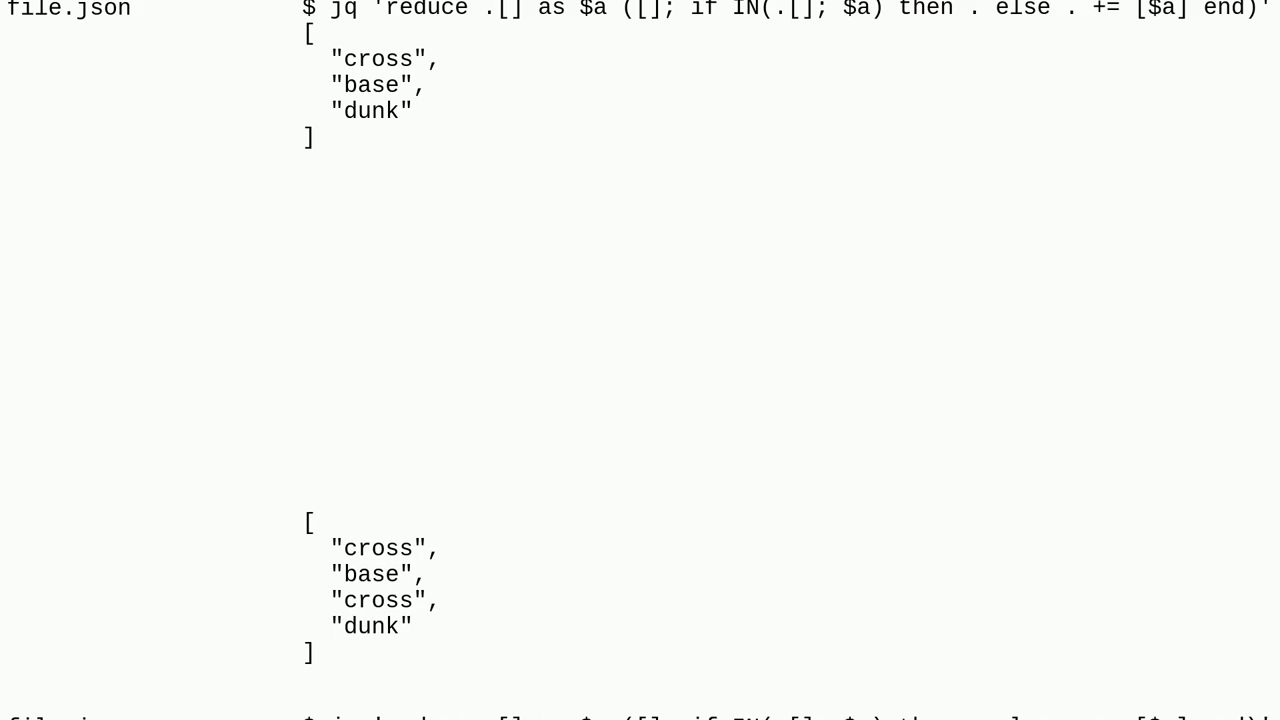 file.json $ jq 'reduce .[] as $a ([]; if IN(.[]; $a) then . else . += [$a] end)'
[
"cross",
"base",
"dunk"
]
[
"cross",
"base",
"cross",
"dunk"
]